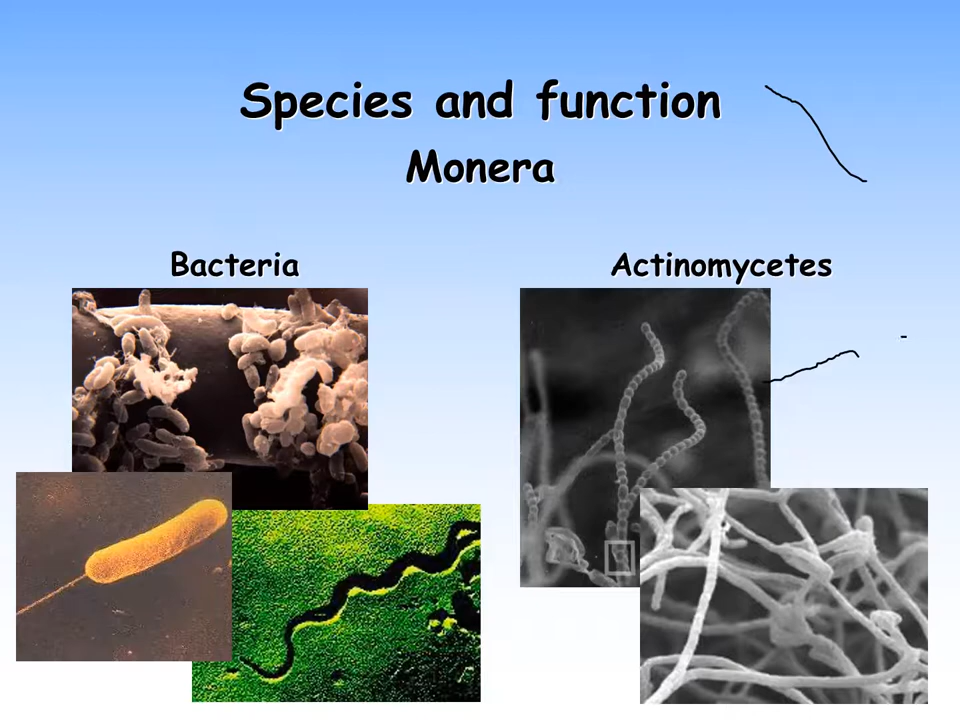 Species and function
Monera
Bacteria
Actinomycetes